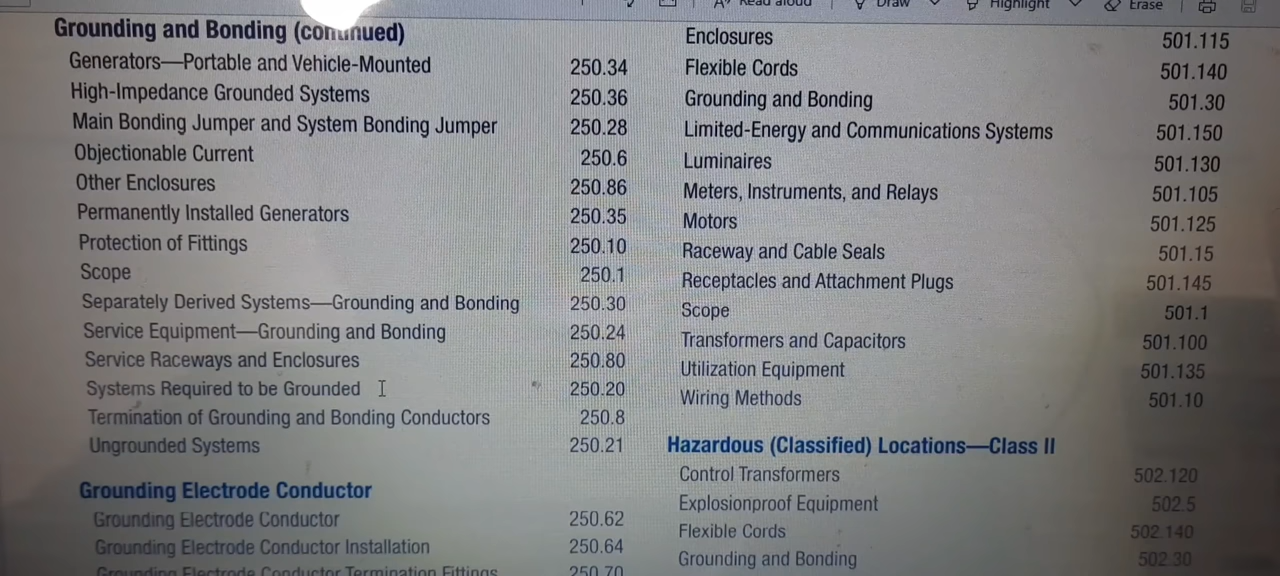 Read aloud
Draw
Highlight
Erase
Grounding and Bonding (continued)
Generators—Portable and Vehicle-Mounted 250.34
High-Impedance Grounded Systems 250.36
Main Bonding Jumper and System Bonding Jumper 250.28
Objectionable Current 250.6
Other Enclosures 250.86
Permanently Installed Generators 250.35
Protection of Fittings 250.10
Scope 250.1
Separately Derived Systems—Grounding and Bonding 250.30
Service Equipment—Grounding and Bonding 250.24
Service Raceways and Enclosures 250.80
Systems Required to be Grounded 250.20
Termination of Grounding and Bonding Conductors 250.8
Ungrounded Systems 250.21
Grounding Electrode Conductor
Grounding Electrode Conductor 250.62
Grounding Electrode Conductor Installation 250.64
Grounding Electrode Conductor Termination Fittings 250.70
Enclosures 501.115
Flexible Cords 501.140
Grounding and Bonding 501.30
Limited-Energy and Communications Systems 501.150
Luminaires 501.130
Meters, Instruments, and Relays 501.105
Motors 501.125
Raceway and Cable Seals 501.15
Receptacles and Attachment Plugs 501.145
Scope 501.1
Transformers and Capacitors 501.100
Utilization Equipment 501.135
Wiring Methods 501.10
Hazardous (Classified) Locations—Class II
Control Transformers 502.120
Explosionproof Equipment 502.5
Flexible Cords 502.140
Grounding and Bonding 502.30